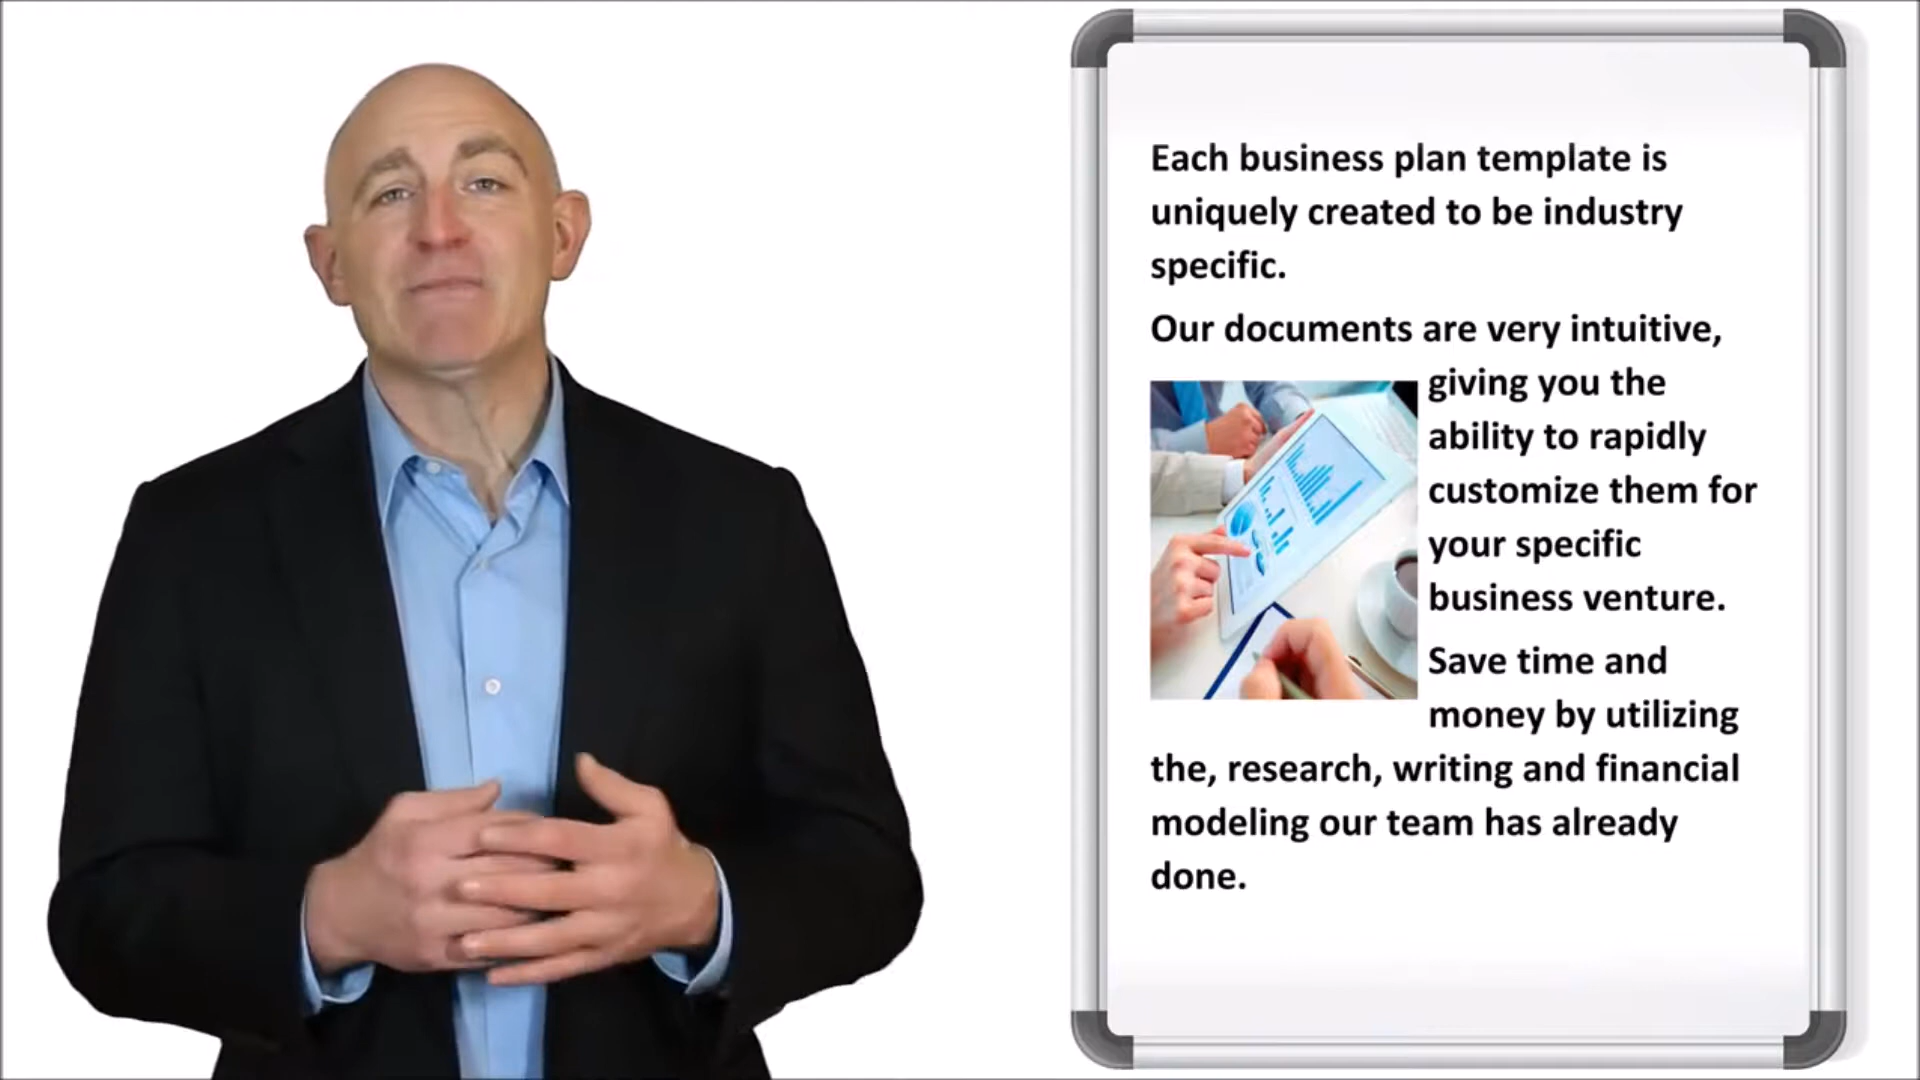 Each business plan template is
uniquely created to be industry
specific.
Our documents are very intuitive,
giving you the
ability to rapidly
customize them for
your specific
business venture.
Save time and
money by utilizing
the, research, writing and financial
modeling our team has already
done.